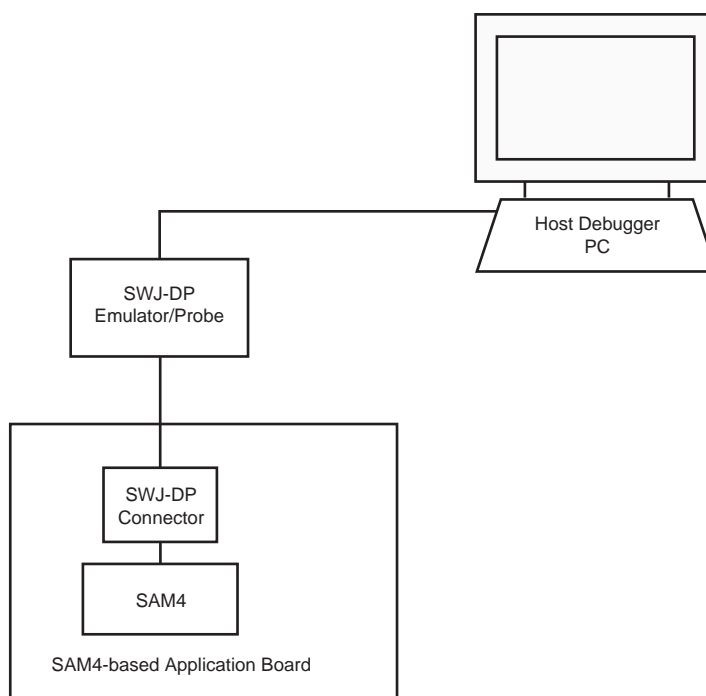 Host Debugger
PC
SWJ-DP
Emulator/Probe
SWJ-DP
Connector
SAM4
SAM4-based Application Board